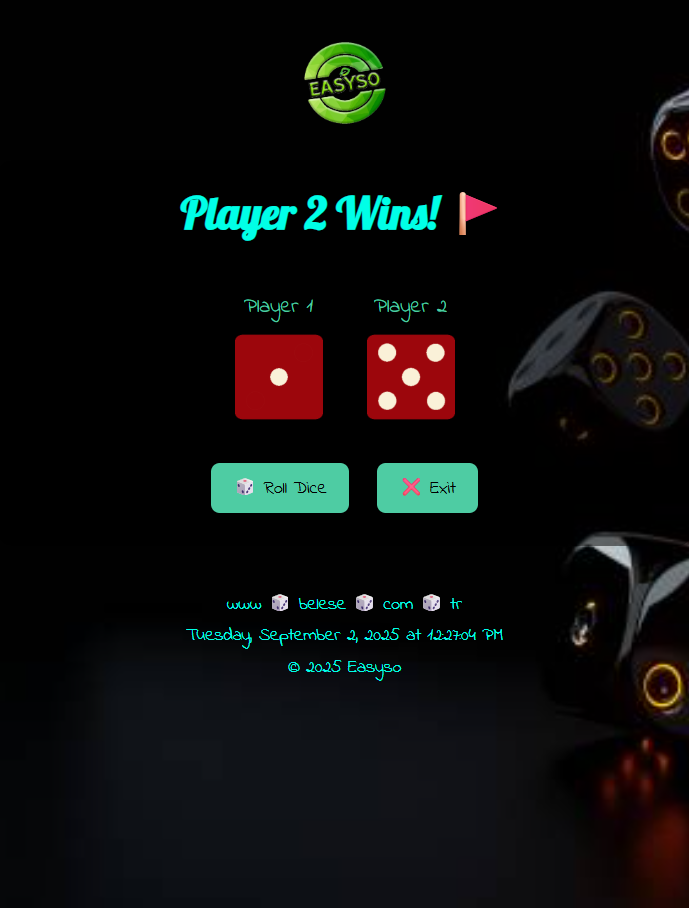 EASYSO
Player 2 Wins! 🚩
Player 1
Player 2
🎲 Roll Dice
❌ Exit
www 🎲 belese 🎲 com 🎲 tr
Tuesday, September 2, 2025 at 12:27:04 PM
© 2025 Easyso